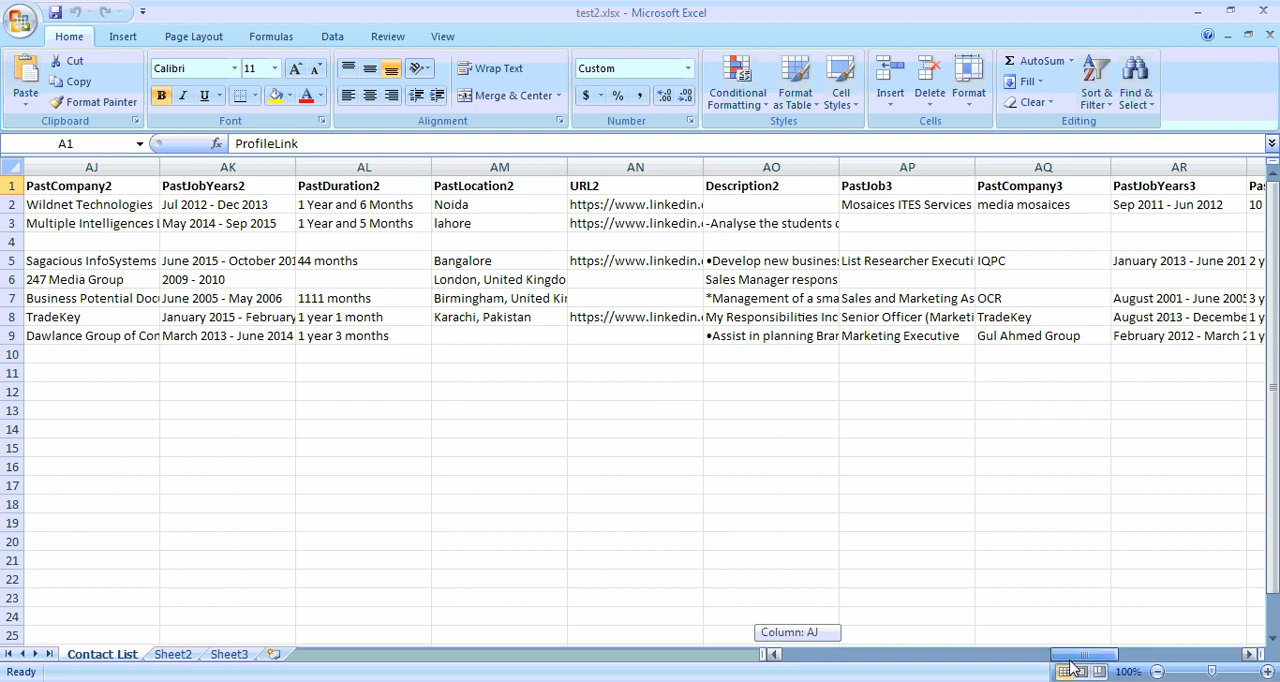 test2.xlsx - Microsoft Excel
Home Insert Page Layout Formulas Data Review View
Paste Cut Copy Format Painter Clipboard
Calibri 11 A A B I U A Font
Wrap Text Merge & Center Alignment
Custom $ % , Number
Conditional Formatting Format as Table Cell Styles Styles
Insert Delete Format Cells
Σ AutoSum Fill Clear Sort & Filter Find & Select Editing
A1 fx ProfileLink
AJ AK AL AM AN AO AP AQ AR
1 PastCompany2 PastJobYears2 PastDuration2 PastLocation2 URL2 Description2 PastJob3 PastCompany3 PastJobYears3 Pas
2 Wildnet Technologies Jul 2012 - Dec 2013 1 Year and 6 Months Noida https://www.linkedin. Mosaices ITES Services media mosaices Sep 2011 - Jun 2012 10
3 Multiple Intelligences May 2014 - Sep 2015 1 Year and 5 Months lahore https://www.linkedin. -Analyse the students
4
5 Sagacious InfoSystems June 2015 - October 201 44 months Bangalore https://www.linkedin. •Develop new busines List Researcher Executi IQPC January 2013 - June 201 2 y
6 247 Media Group 2009 - 2010 London, United Kingdo Sales Manager respons
7 Business Potential Doc June 2005 - May 2006 1111 months Birmingham, United Ki *Management of a sma Sales and Marketing As OCR August 2001 - June 2005 3 y
8 TradeKey January 2015 - February 1 year 1 month Karachi, Pakistan https://www.linkedin. My Responsibilities Inc Senior Officer (Marketi TradeKey August 2013 - Decembe 1 y
9 Dawlance Group of Con March 2013 - June 2014 1 year 3 months •Assist in planning Bran Marketing Executive Gul Ahmed Group February 2012 - March 2 1 y
10
11
12
13
14
15
16
17
18
19
20
21
22
23
24
25
Column: AJ
Contact List Sheet2 Sheet3
Ready 100%